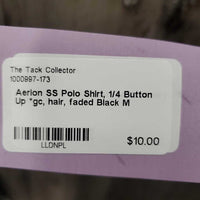 The Tack Collector
1000997-173
Aerion SS Polo Shirt, 1/4 Button
Up *gc, hair, faded Black M
LLDNPL
$10.00